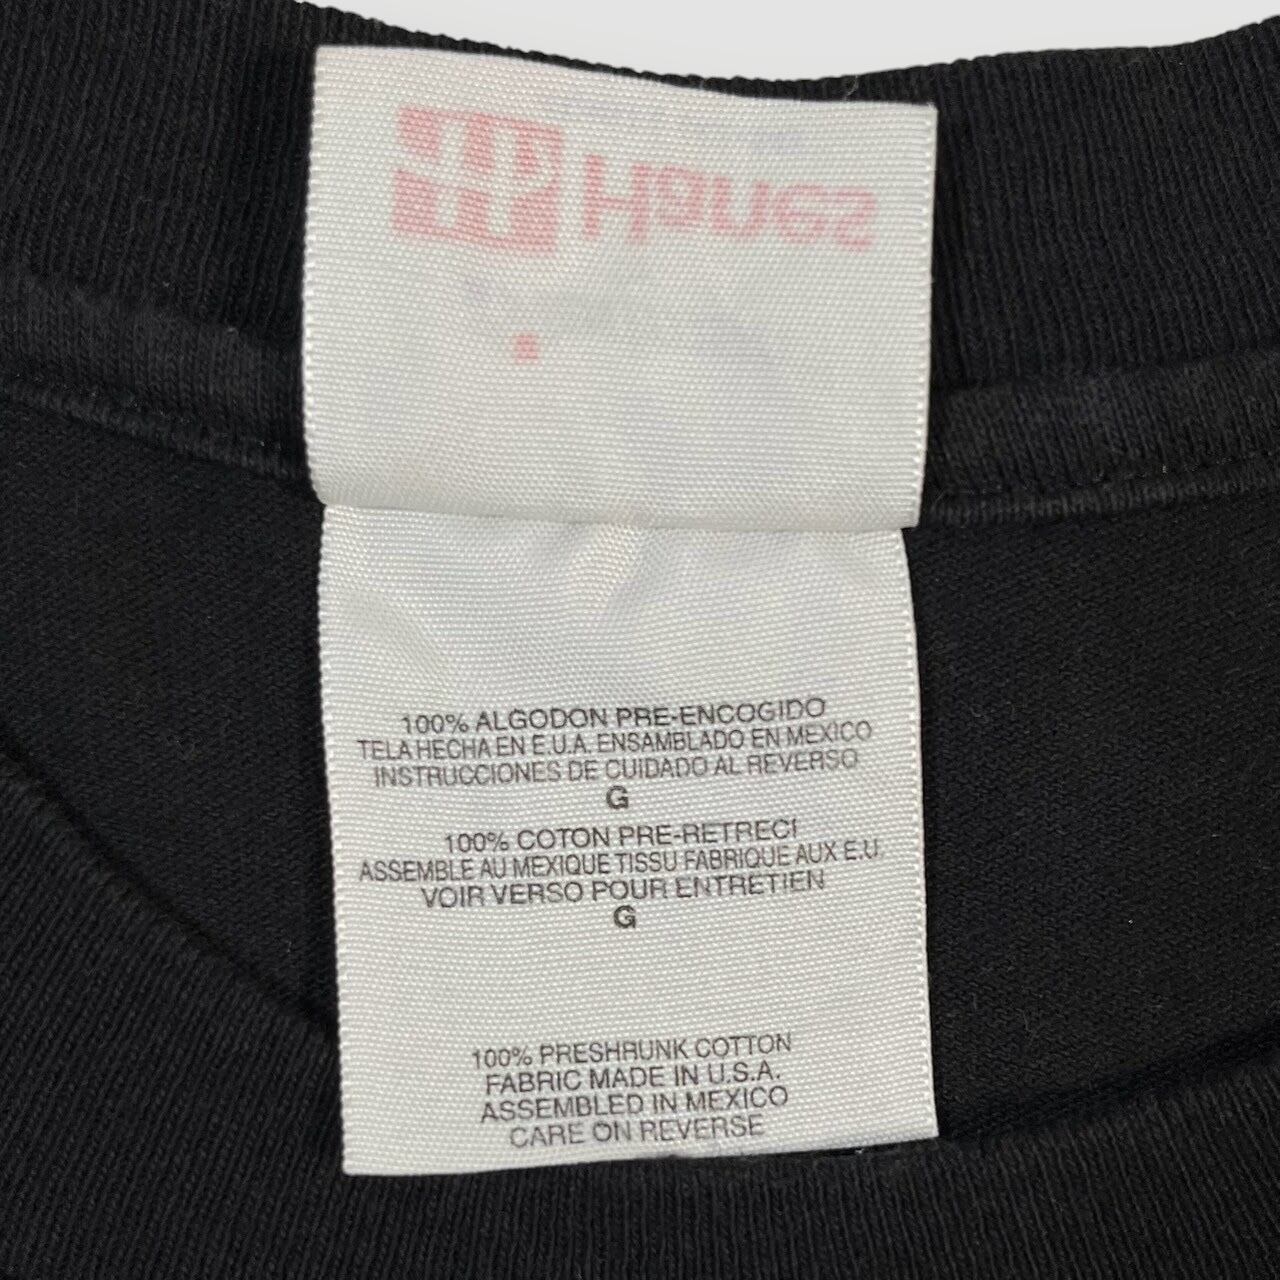 Hanes
100% ALGODON PRE-ENCOGIDO
TELA HECHA EN E.U.A. ENSAMBLADO EN MEXICO
INSTRUCCIONES DE CUIDADO AL REVERSO
G
100% COTON PRE-RETRECI
ASSEMBLE AU MEXIQUE TISSU FABRIQUE AUX E.U.
VOIR VERSO POUR ENTRETIEN
G
100% PRESHRUNK COTTON
FABRIC MADE IN U.S.A.
ASSEMBLED IN MEXICO
CARE ON REVERSE